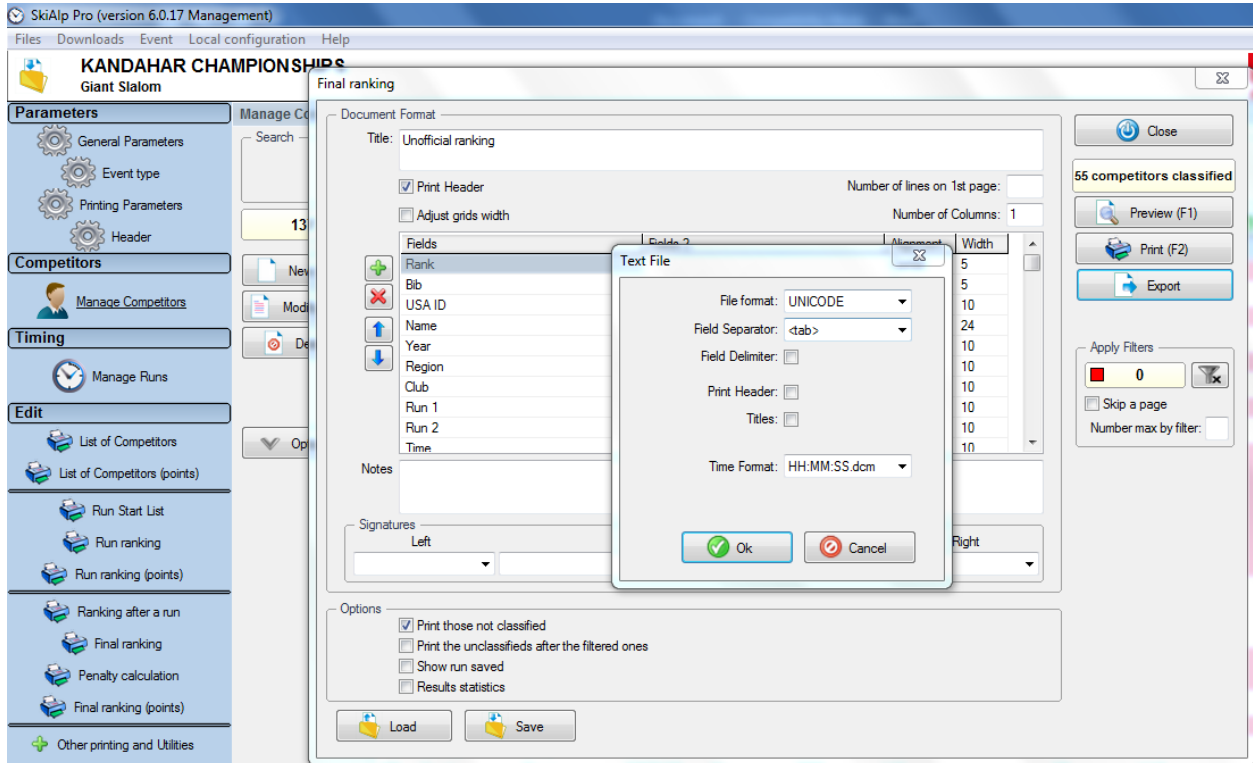 SkiAlp Pro (version 6.0.17 Management)
Files Downloads Event Local configuration Help
KANDAHAR CHAMPIONSHIPS
Giant Slalom
Parameters
General Parameters
Event type
Printing Parameters
Header
Competitors
Manage Competitors
Timing
Manage Runs
Edit
List of Competitors
List of Competitors (points)
Run Start List
Run ranking
Run ranking (points)
Ranking after a run
Final ranking
Penalty calculation
Final ranking (points)
Other printing and Utilities
Manage Co
Search
13
New
Modi
De
Op
Final ranking
Document Format
Title: Unofficial ranking
Print Header
Number of lines on 1st page:
Adjust grids width
Number of Columns: 1
Fields Fields 2 Alignment Width
Rank 5
Bib 5
USA ID 10
Name 24
Year 10
Region 10
Club 10
Run 1 10
Run 2 10
Time 10
Notes
Signatures
Left
Right
Options
Print those not classified
Print the unclassifieds after the filtered ones
Show run saved
Results statistics
Load
Save
Text File
File format: UNICODE
Field Separator: <tab>
Field Delimiter:
Print Header:
Titles:
Time Format: HH:MM:SS.dcm
Ok
Cancel
Close
55 competitors classified
Preview (F1)
Print (F2)
Export
Apply Filters
0
Skip a page
Number max by filter: